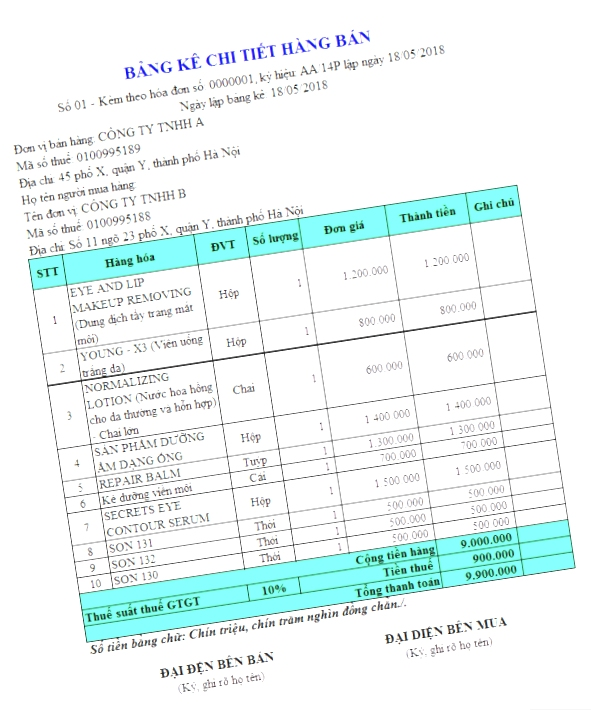 BẢNG KÊ CHI TIẾT HÀNG BÁN
Số 01 - Kèm theo hóa đơn số 0000001, ký hiệu AA/14P lập ngày 18/05/2018
Ngày lập bảng kê 18/05/2018
Đơn vị bán hàng: CÔNG TY TNHH A
Mã số thuế 0100995189
Địa chỉ: 45 phố X, quận Y, thành phố Hà Nội
Họ tên người mua hàng:
Tên đơn vị: CÔNG TY TNHH B
Mã số thuế 0100995188
Địa chỉ: Số 11 ngõ 23 phố X, quận Y, thành phố Hà Nội
STT Hàng hóa ĐVT Số lượng Đơn giá Thành tiền Ghi chú
1 EYE AND LIP
MAKEUP REMOVING Hộp 1 1.200.000 1.200.000
(Dung dịch tẩy trang mắt
môi)
2 YOUNG - X3 (Viên uống Hộp 1 800.000 800.000
trắng da)
3 NORMALIZING
LOTION (Nước hoa hồng Chai 1 600.000 600.000
cho da thường và hỗn hợp)
- Chai lớn
4 SẢN PHẨM DƯỠNG Hộp 1 1.400.000 1.400.000
ẨM DẠNG ỐNG
5 REPAIR BALM Tuýp 1 1.300.000 1.300.000
6 Kẻ dưỡng viền môi Cái 1 700.000 700.000
7 SECRETS EYE Hộp 1 1.500.000 1.500.000
CONTOUR SERUM
8 SON 131 Thỏi 1 500.000 500.000
9 SON 132 Thỏi 1 500.000 500.000
10 SON 130 Thỏi 1 500.000 500.000
Cộng tiền hàng 9.000.000
Thuế suất thuế GTGT 10% Tiền thuế 900.000
Tổng thanh toán 9.900.000
Số tiền bằng chữ: Chín triệu, chín trăm nghìn đồng chẵn./.
ĐẠI ĐỆN BÊN BÁN
(Ký, ghi rõ họ tên)
ĐẠI DIỆN BÊN MUA
(Ký, ghi rõ họ tên)